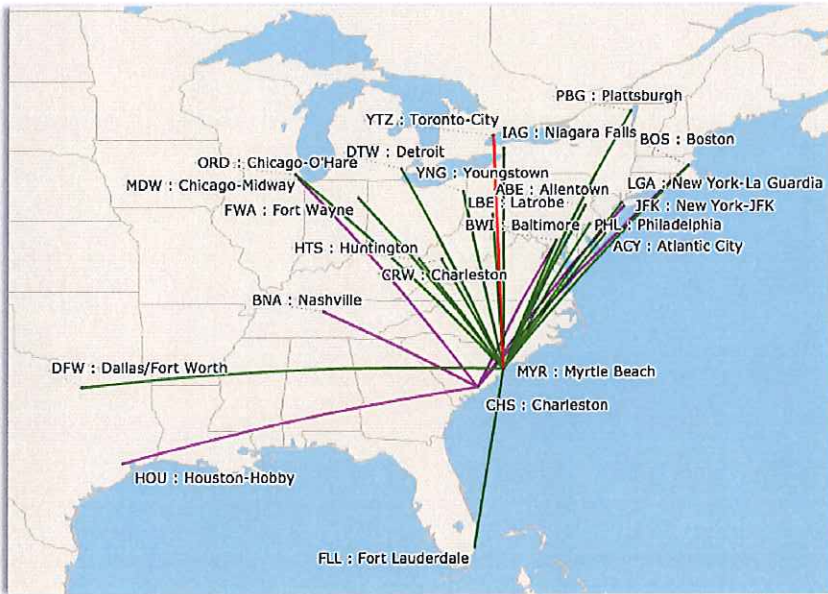 PBG : Plattsburgh
YTZ : Toronto-City
IAG : Niagara Falls
BOS : Boston
DTW : Detroit
ORD : Chicago-O'Hare
YNG : Youngstown
MDW : Chicago-Midway
ABE : Allentown
LGA : New York-La Guardia
LBE : Latrobe
JFK : New York-JFK
FWA : Fort Wayne
BWI : Baltimore
PHL : Philadelphia
HTS : Huntington
ACY : Atlantic City
CRW : Charleston
BNA : Nashville
DFW : Dallas/Fort Worth
MYR : Myrtle Beach
CHS : Charleston
HOU : Houston-Hobby
FLL : Fort Lauderdale